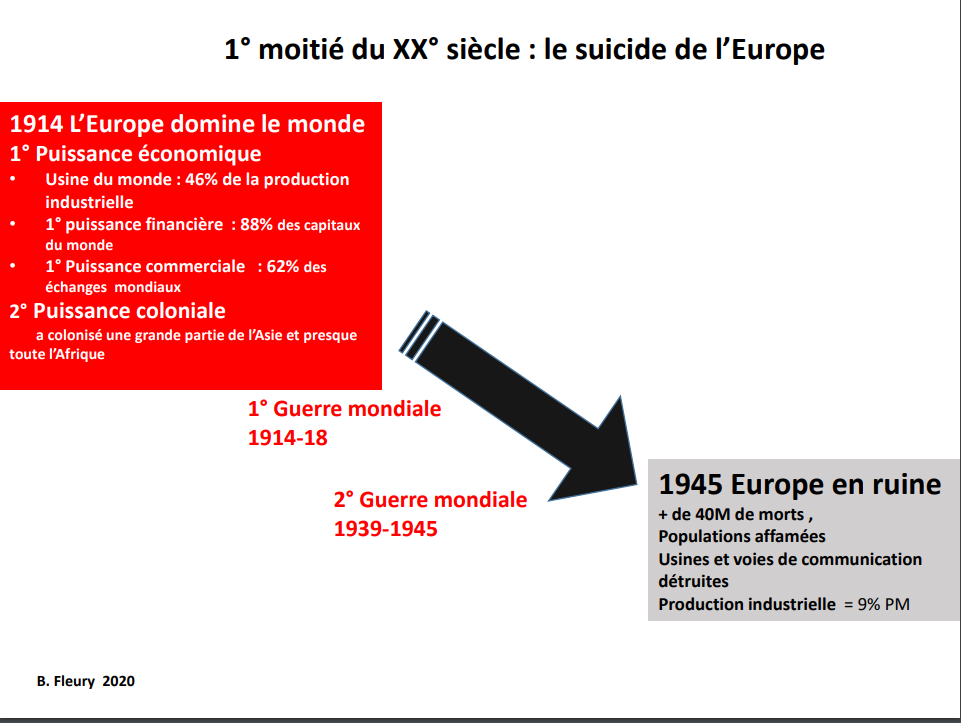 1° moitié du XX° siècle : le suicide de l’Europe
1914 L’Europe domine le monde
1° Puissance économique
• Usine du monde : 46% de la production
industrielle
• 1° puissance financière : 88% des capitaux
du monde
• 1° Puissance commerciale : 62% des
échanges mondiaux
2° Puissance coloniale
a colonisé une grande partie de l’Asie et presque
toute l’Afrique
1° Guerre mondiale
1914-18
2° Guerre mondiale
1939-1945
1945 Europe en ruine
+ de 40M de morts ,
Populations affamées
Usines et voies de communication
détruites
Production industrielle = 9% PM
B. Fleury 2020